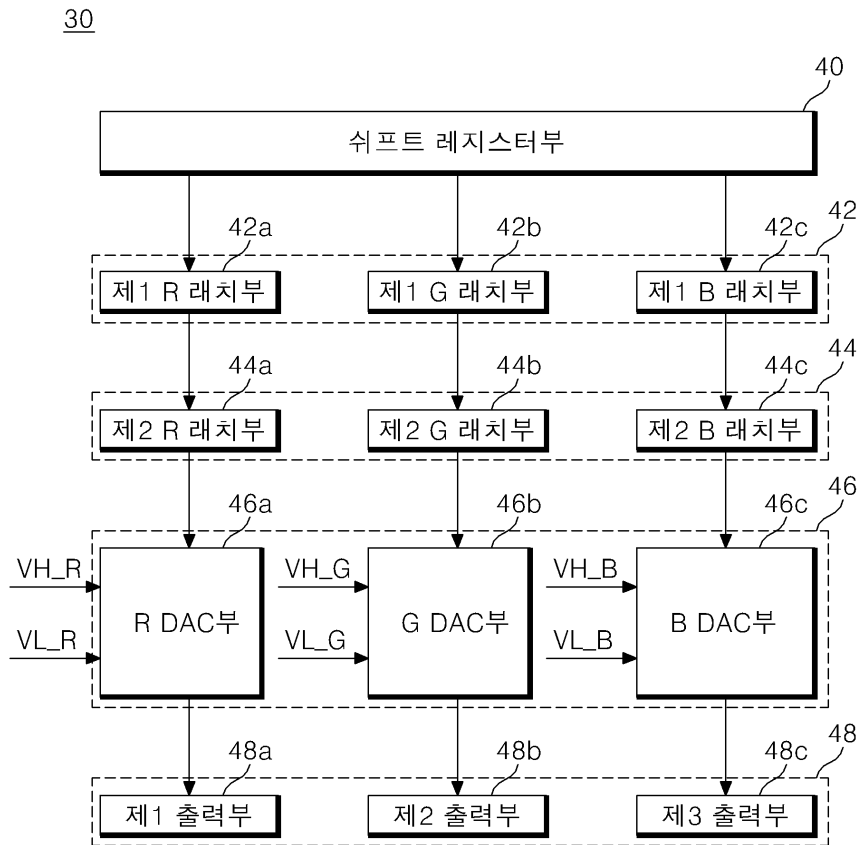 30
40
쉬프트 레지스터부
42a 42b 42c 42
제1 R 래치부 제1 G 래치부 제1 B 래치부
44a 44b 44c 44
제2 R 래치부 제2 G 래치부 제2 B 래치부
46a 46b 46c 46
VH_R VH_G VH_B
R DAC부 G DAC부 B DAC부
VL_R VL_G VL_B
48a 48b 48c 48
제1 출력부 제2 출력부 제3 출력부